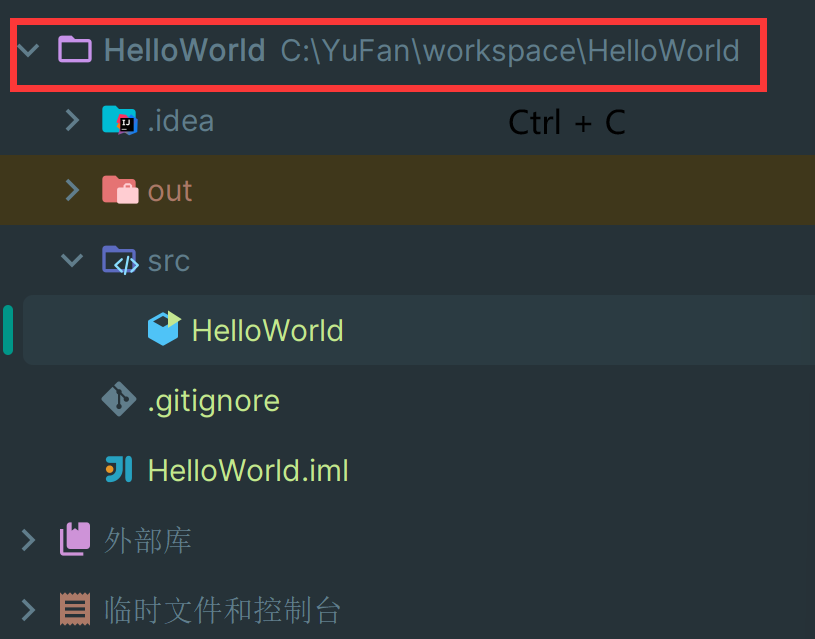 HelloWorld C:\YuFan\workspace\HelloWorld
.idea Ctrl + C
out
src
HelloWorld
.gitignore
HelloWorld.iml
外部库
临时文件和控制台